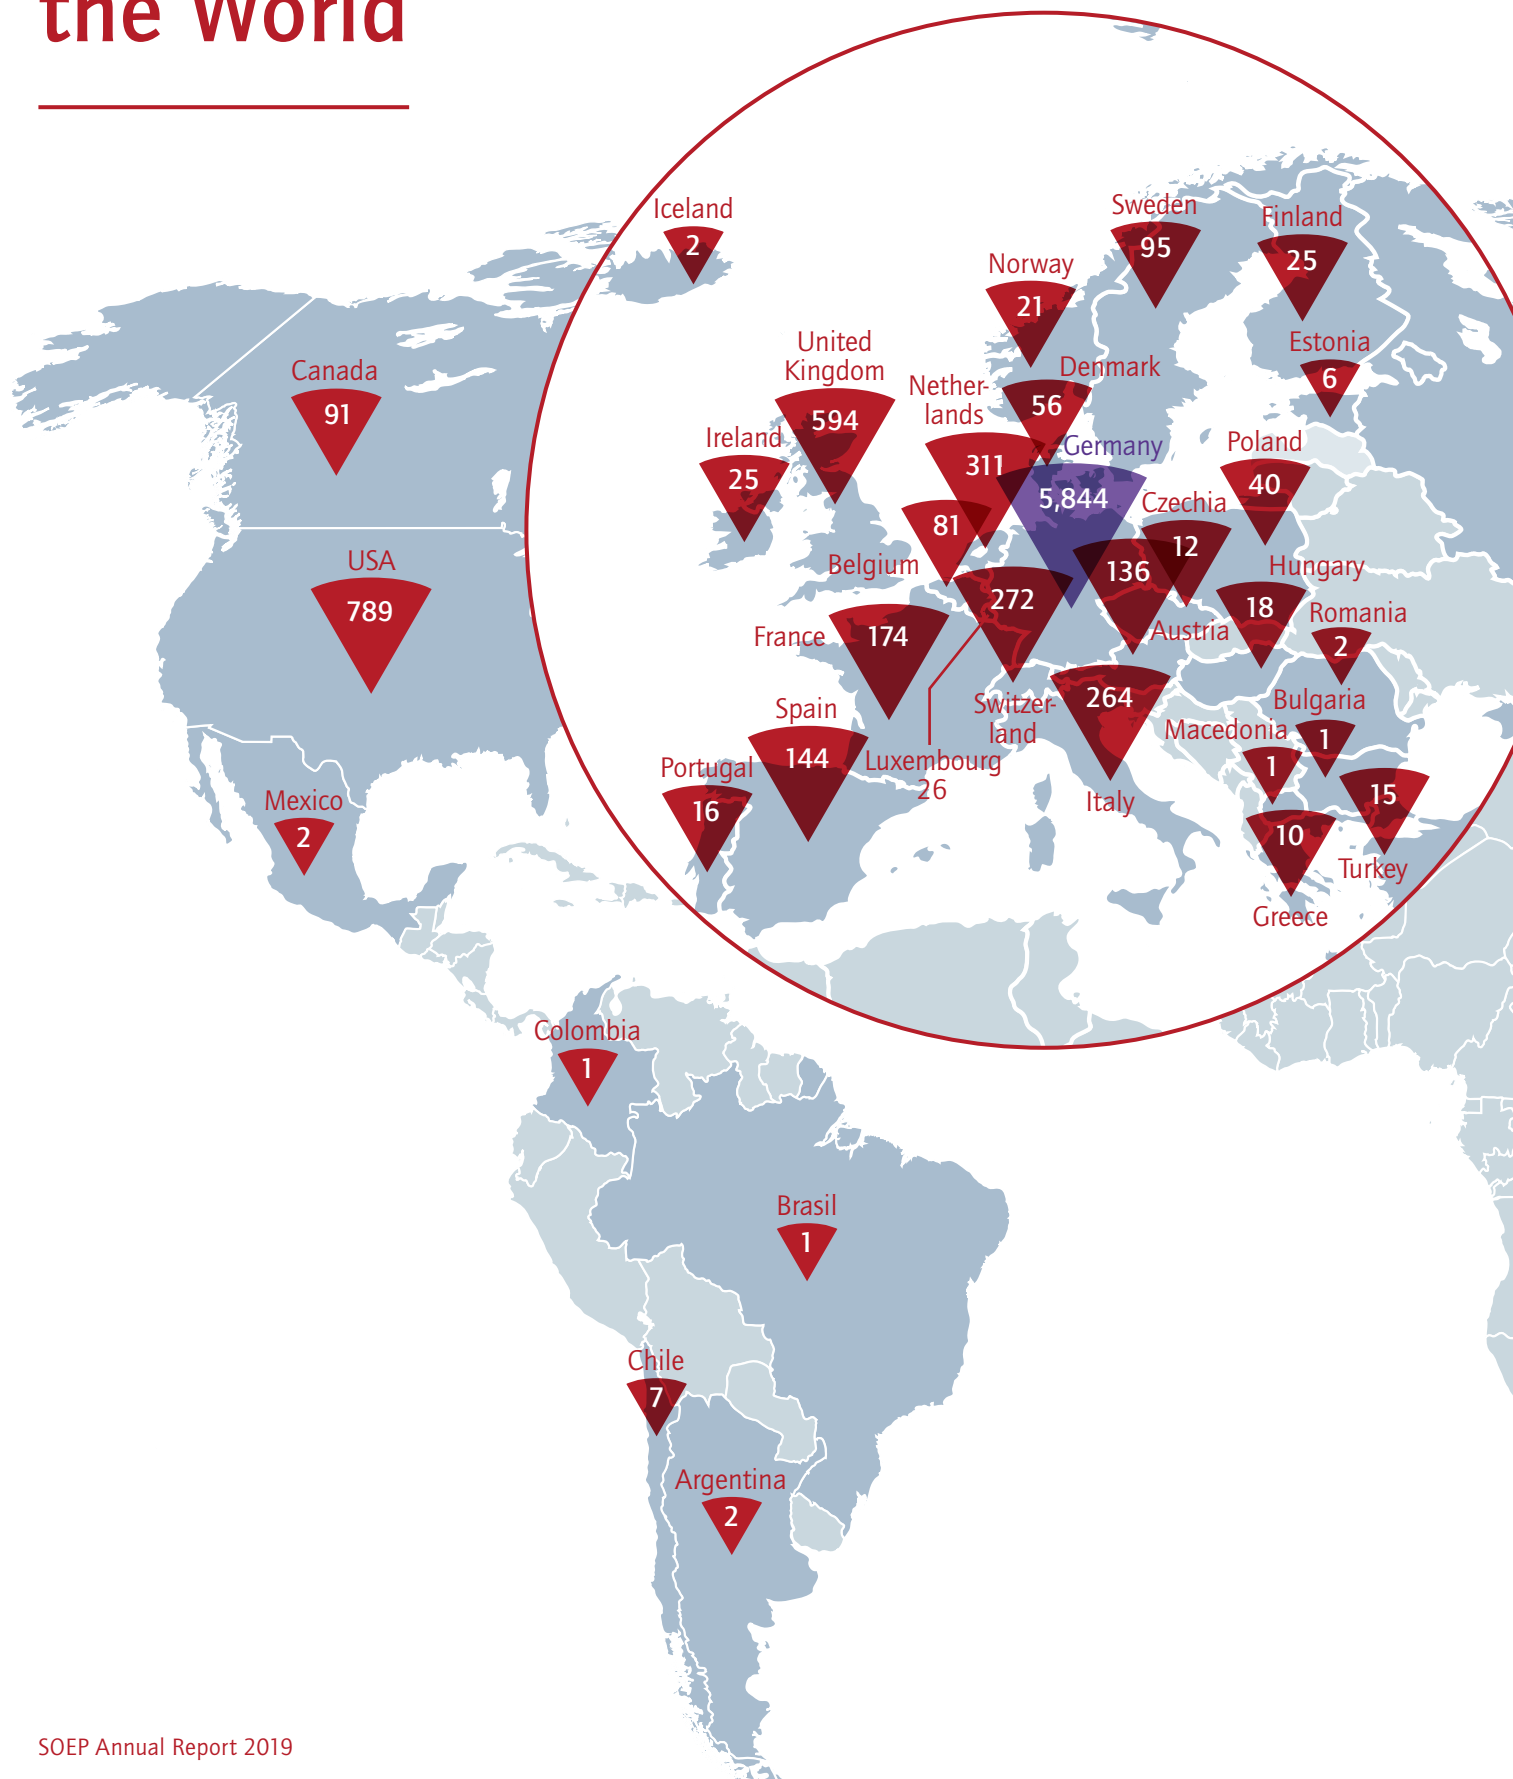 the World
Iceland
2
Sweden
95
Finland
25
Norway
21
United
Kingdom
594
Estonia
6
Canada
91
Denmark
56
Nether-
lands
311
Ireland
25
Germany
5,844
Poland
40
Czechia
12
81
Belgium
USA
789
136
Austria
Hungary
18
272
Switzer-
land
Romania
2
France
174
264
Italy
Bulgaria
1
Spain
144
Macedonia
1
Luxembourg
26
Portugal
16
15
Turkey
Mexico
2
10
Greece
Colombia
1
Brasil
1
Chile
7
Argentina
2
SOEP Annual Report 2019